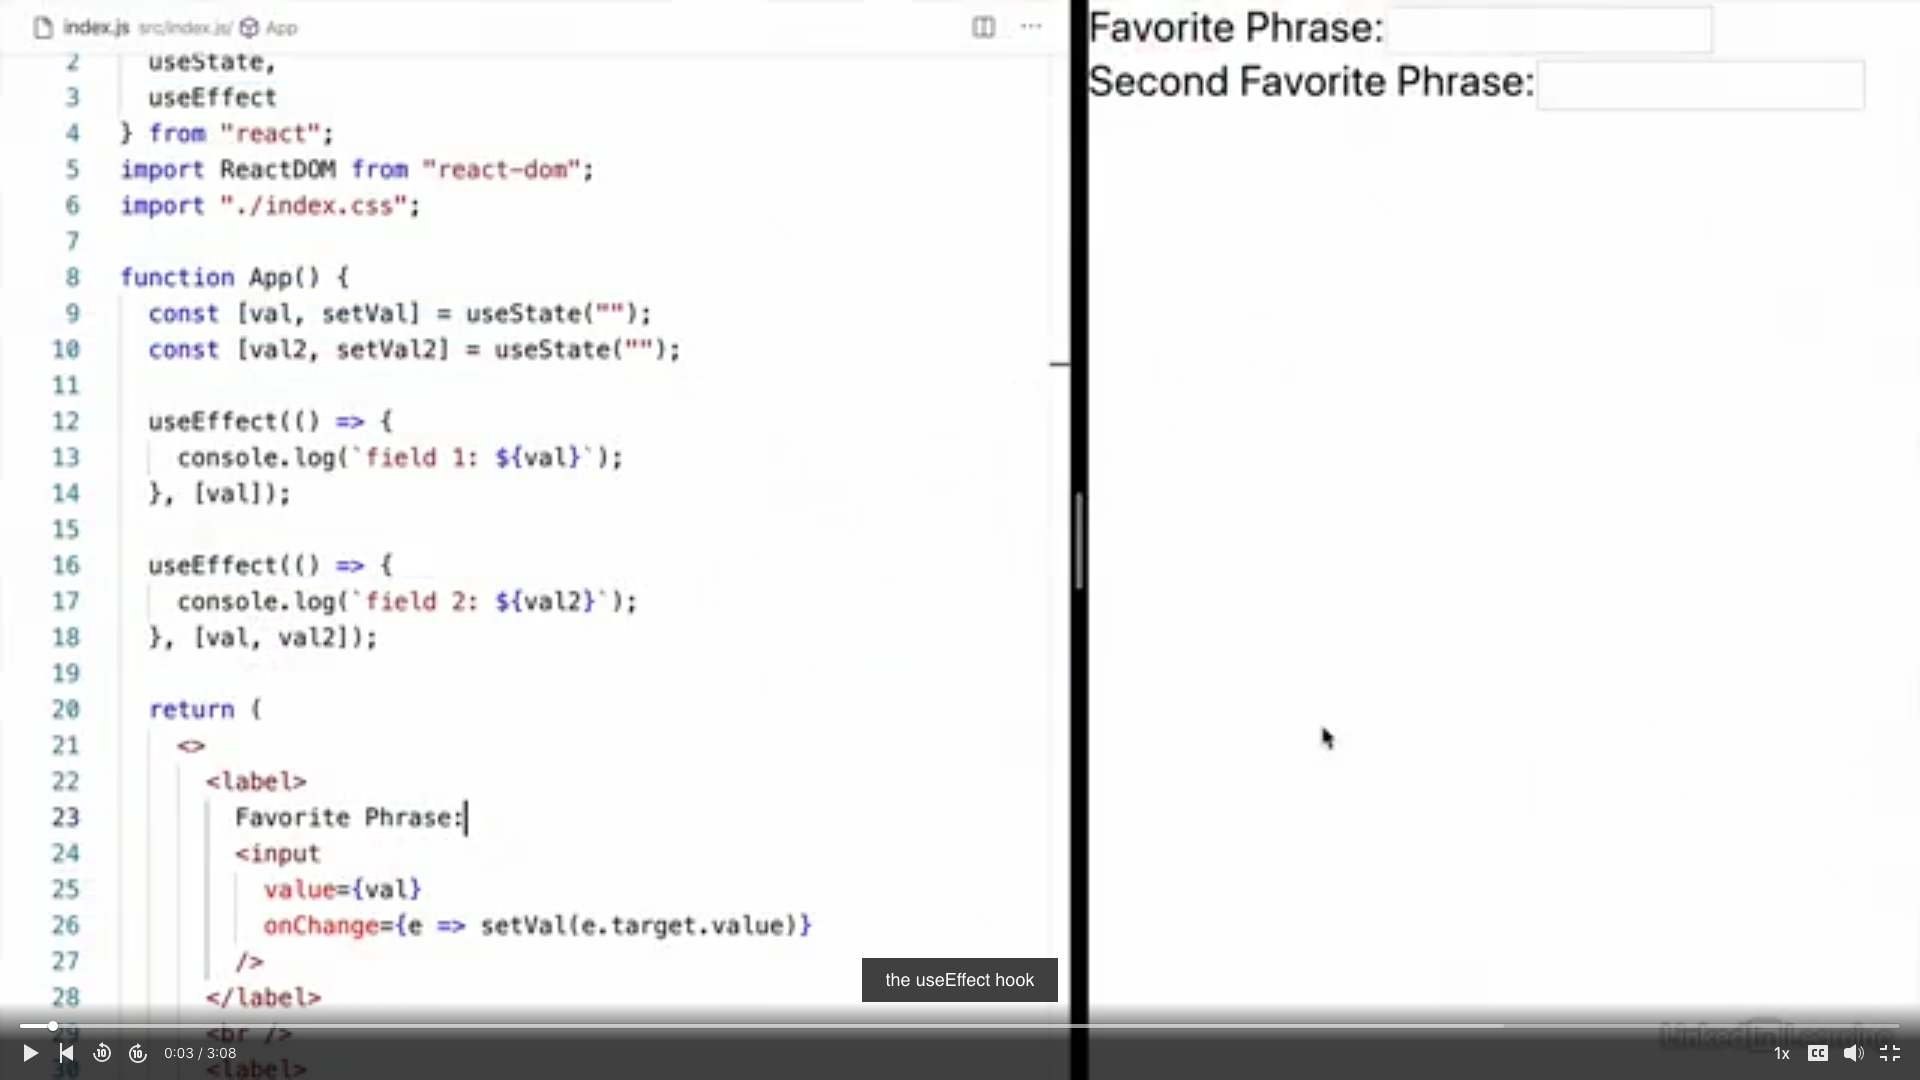 index.js src/index.js/ App
2 useState,
3 useEffect
4 } from "react";
5 import ReactDOM from "react-dom";
6 import "./index.css";
7
8 function App() {
9 const [val, setVal] = useState("");
10 const [val2, setVal2] = useState("");
11
12 useEffect(() => {
13 console.log(`field 1: ${val}`);
14 }, [val]);
15
16 useEffect(() => {
17 console.log(`field 2: ${val2}`);
18 }, [val, val2]);
19
20 return (
21 <>
22 <label>
23 Favorite Phrase:
24 <input
25 value={val}
26 onChange={e => setVal(e.target.value)}
27 />
28 </label>
29 <br />
30 <label>
Favorite Phrase:
Second Favorite Phrase:
the useEffect hook
LinkedIn Learning
10 10 0:03 / 3:08 1x CC